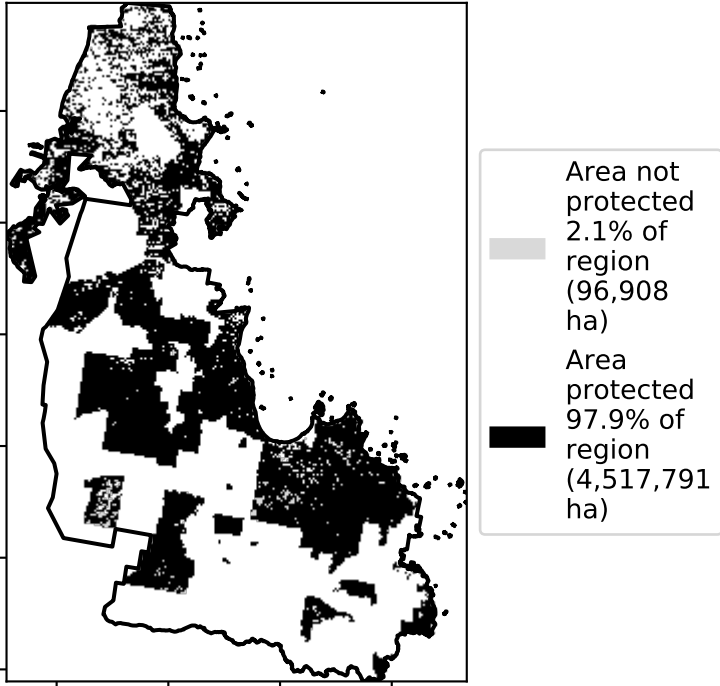 Area not
protected
2.1% of
region
(96,908
ha)
Area
protected
97.9% of
region
(4,517,791
ha)